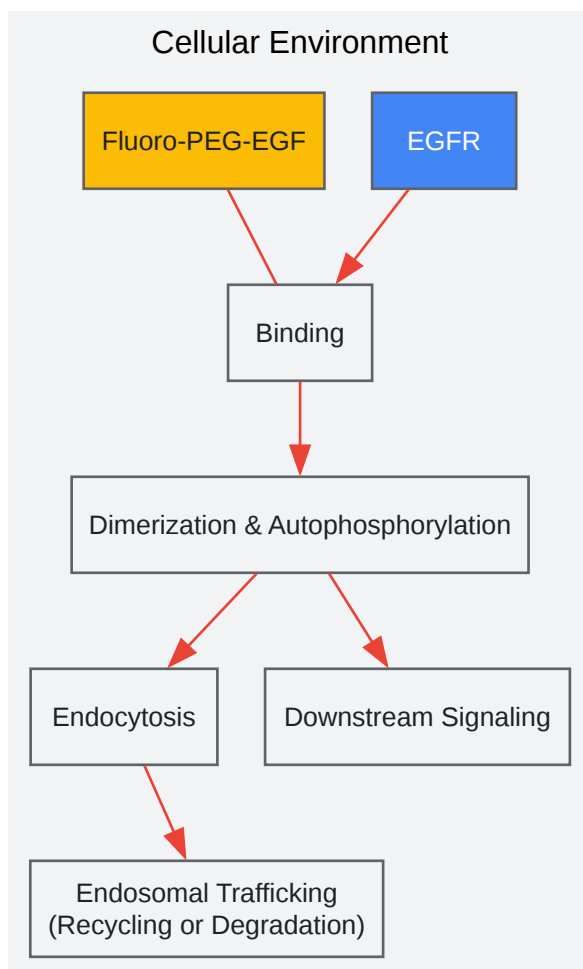 Cellular Environment
Fluoro-PEG-EGF
EGFR
Binding
Dimerization & Autophosphorylation
Endocytosis
Downstream Signaling
Endosomal Trafficking
(Recycling or Degradation)